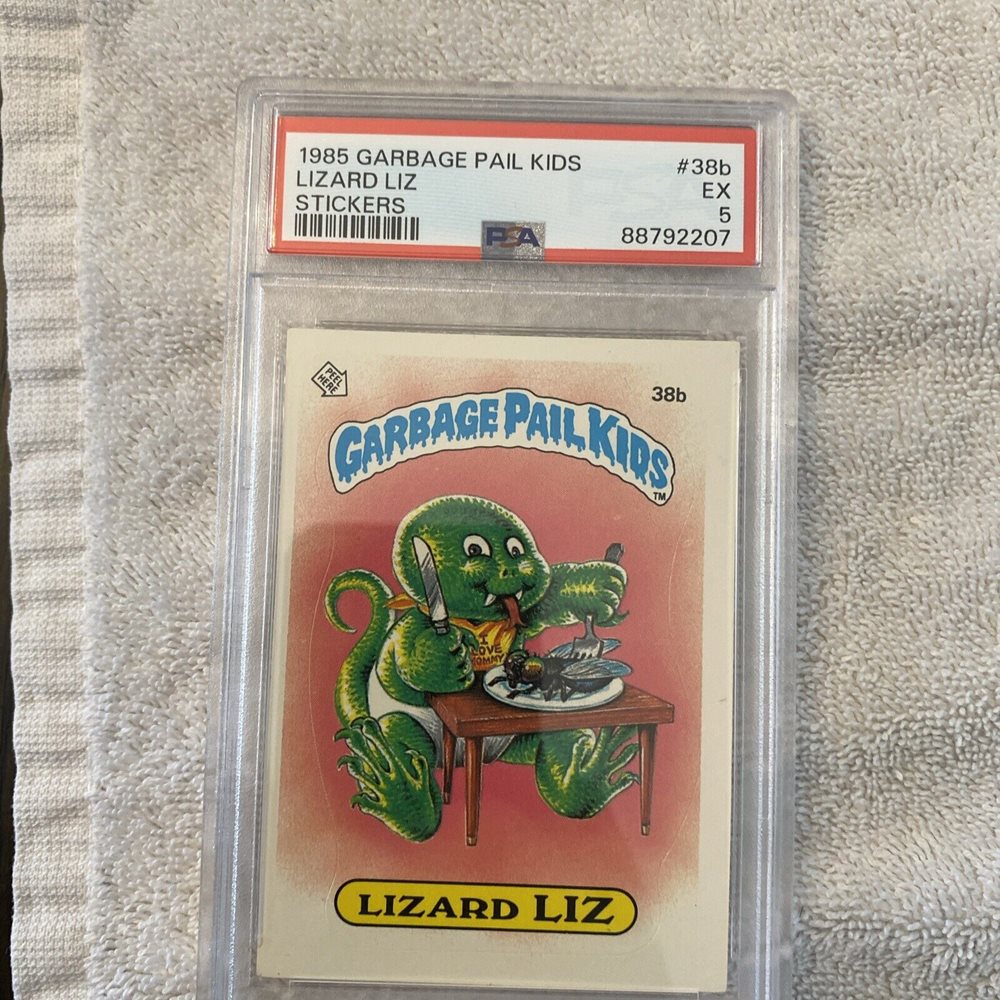 1985 GARBAGE PAIL KIDS #38b
LIZARD LIZ EX
STICKERS 5
PSA 88792207
PEEL
HERE
38b
GARBAGE PAIL KIDS
TM
I
LOVE
MOMMY
LIZARD LIZ